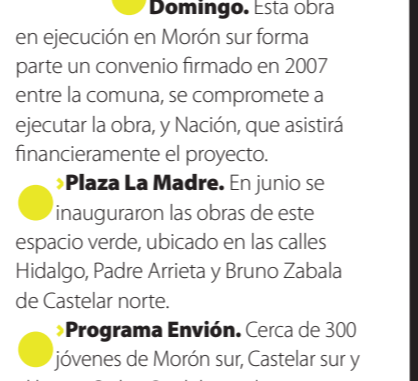 Domingo. Esta obra
en ejecución en Morón sur forma
parte un convenio firmado en 2007
entre la comuna, se compromete a
ejecutar la obra, y Nación, que asistirá
financieramente el proyecto.
›Plaza La Madre. En junio se
inauguraron las obras de este
espacio verde, ubicado en las calles
Hidalgo, Padre Arrieta y Bruno Zabala
de Castelar norte.
›Programa Envión. Cerca de 300
jóvenes de Morón sur, Castelar sur y